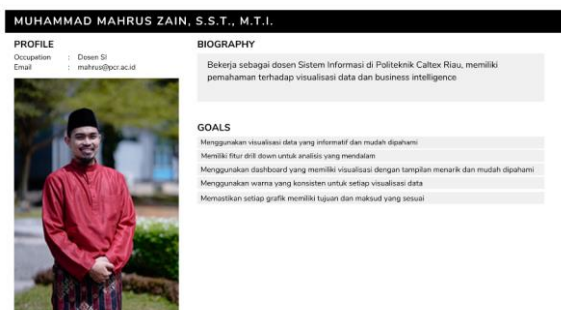 MUHAMMAD MAHRUS ZAIN, S.S.T., M.T.I.
PROFILE
Occupation : Dosen SI
Email : mahrus@pcr.ac.id
BIOGRAPHY
Bekerja sebagai dosen Sistem Informasi di Politeknik Caltex Riau, memiliki
pemahaman terhadap visualisasi data dan business intelligence
GOALS
Menggunakan visualisasi data yang informatif dan mudah dipahami
Memiliki fitur drill down untuk analisis yang mendalam
Menggunakan dashboard yang memiliki visualisasi dengan tampilan menarik dan mudah dipahami
Menggunakan warna yang konsisten untuk setiap visualisasi data
Memastikan setiap grafik memiliki tujuan dan maksud yang sesuai